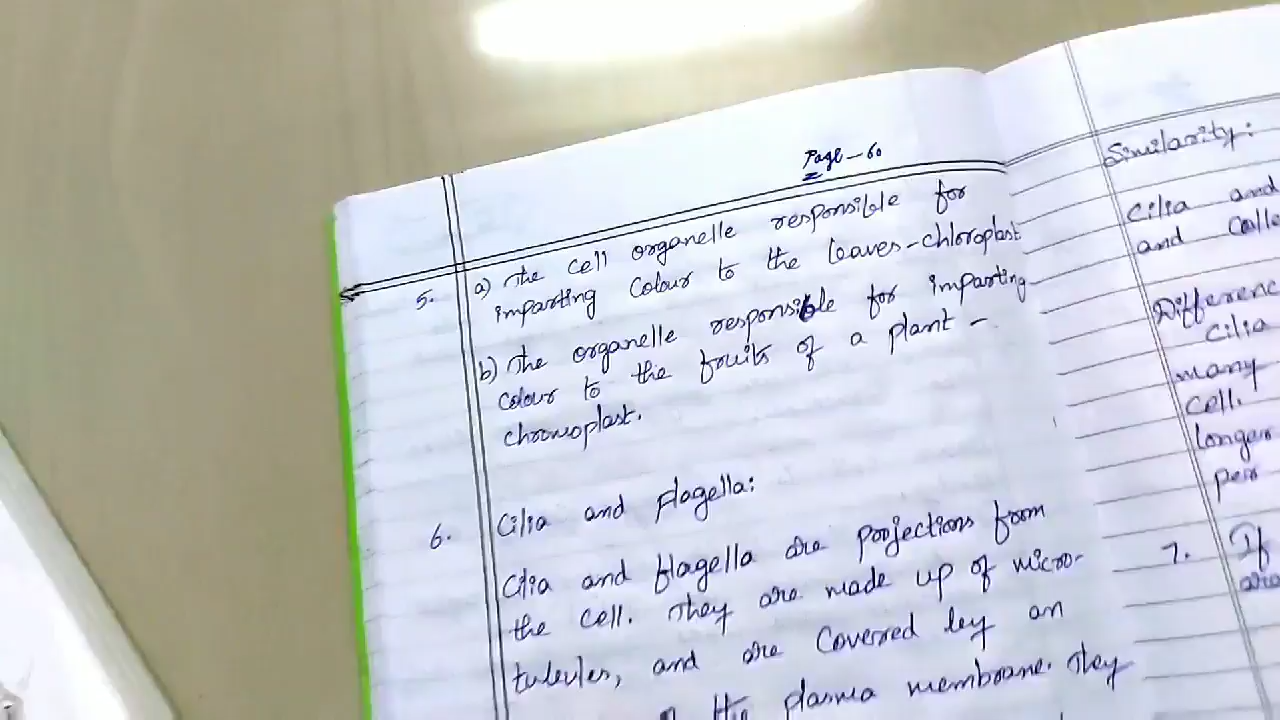 Page - 60
5. a) The cell organelle responsible for
imparting colour to the leaves - chloroplast
b) The organelle responsible for imparting
colour to the fruits of a plant -
chromoplast.
6. Cilia and flagella:
Cilia and flagella are projections from
the cell. They are made up of micro-
tubules, and are covered by an
the plasma membrane. They
Similarity:
Cilia and
and
Differenc
Cilia
many
cell.
longer
per
7. If
are